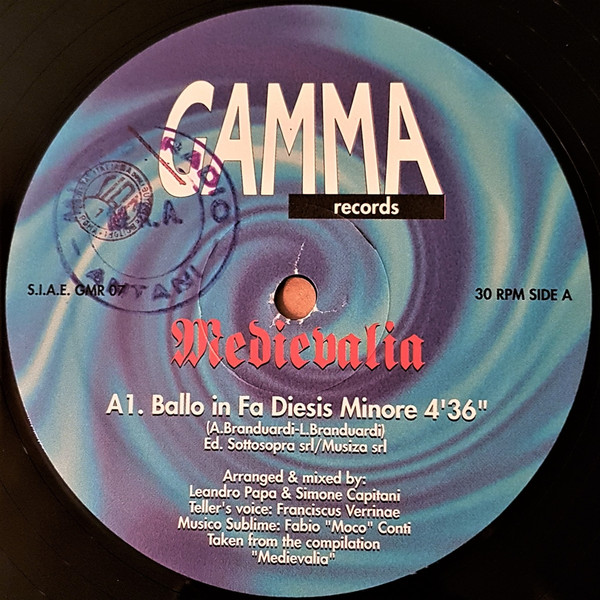 GAMMA
records
RADIO
ANTANI
S.I.A.E. GMR 07
30 RPM SIDE A
Medievalia
A1. Ballo in Fa Diesis Minore 4'36"
(A.Branduardi-L.Branduardi)
Ed. Sottosopra srl/Musiza srl
Arranged & mixed by:
Leandro Papa & Simone Capitani
Teller's voice: Franciscus Verrinae
Musico Sublime: Fabio "Moco" Conti
Taken from the compilation
"Medievalia"